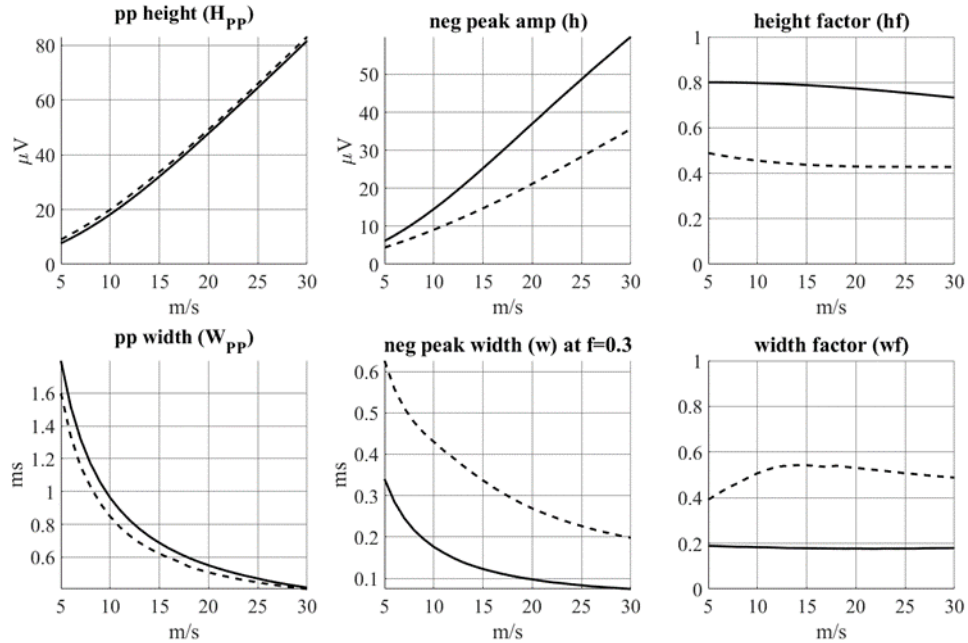 pp height (H_PP)
80
60
40
20
0
µV
5 10 15 20 25 30
m/s
neg peak amp (h)
50
40
30
20
10
0
µV
5 10 15 20 25 30
m/s
height factor (hf)
1
0.8
0.6
0.4
0.2
0
5 10 15 20 25 30
m/s
pp width (W_PP)
1.6
1.4
1.2
1
0.8
0.6
ms
5 10 15 20 25 30
m/s
neg peak width (w) at f=0.3
0.6
0.5
0.4
0.3
0.2
0.1
ms
5 10 15 20 25 30
m/s
width factor (wf)
1
0.8
0.6
0.4
0.2
0
5 10 15 20 25 30
m/s